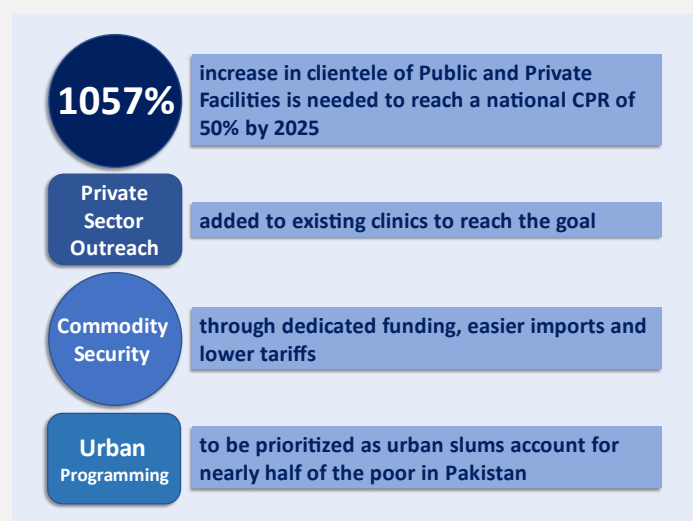 1057%
increase in clientele of Public and Private
Facilities is needed to reach a national CPR of
50% by 2025
Private
Sector
Outreach
added to existing clinics to reach the goal
Commodity
Security
through dedicated funding, easier imports and
lower tariffs
Urban
Programming
to be prioritized as urban slums account for
nearly half of the poor in Pakistan